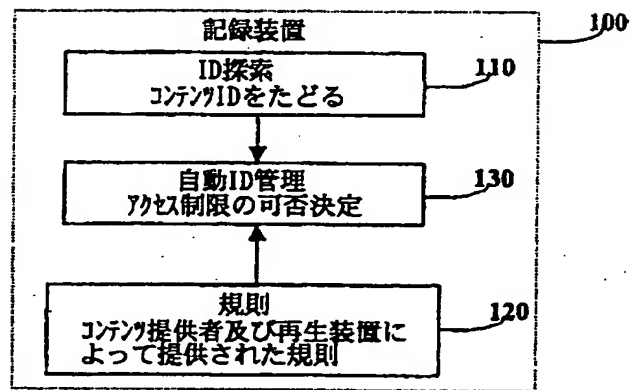 記録装置
100
ID探索
コンテンツIDをたどる
110
自動ID管理
アクセス制限の可否決定
130
規則
コンテンツ提供者及び再生装置に
よって提供された規則
120